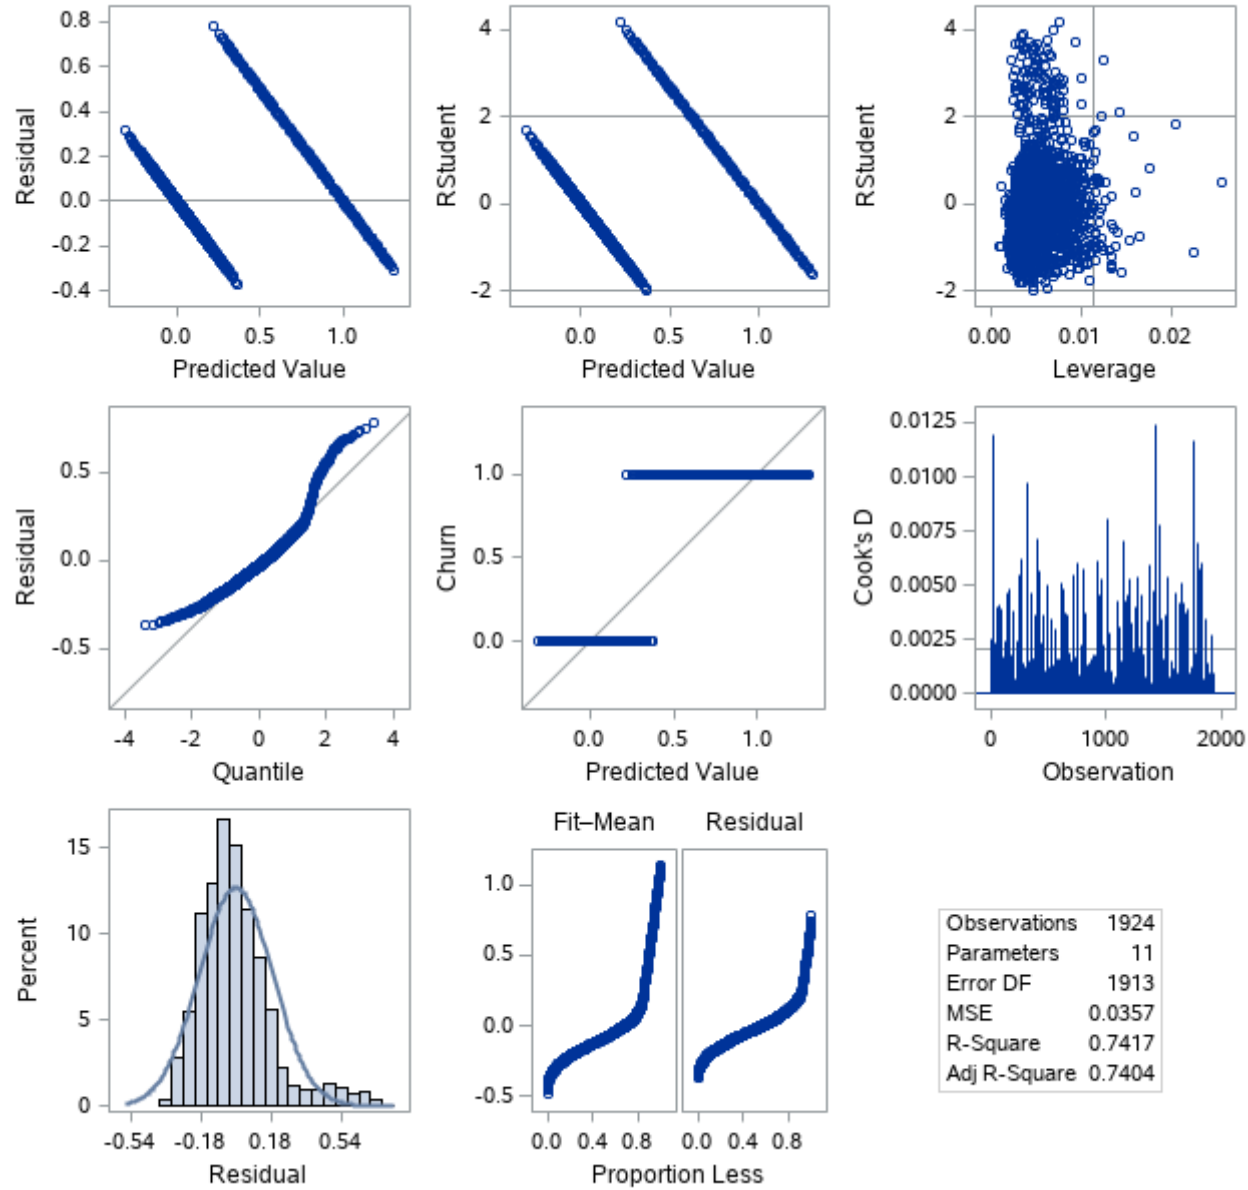 0.8
0.6
0.4
0.2
0.0
-0.2
-0.4
Residual
0.0 0.5 1.0
Predicted Value
4
2
0
-2
RStudent
0.0 0.5 1.0
Predicted Value
4
2
0
-2
RStudent
0.00 0.01 0.02
Leverage
0.5
0.0
-0.5
Residual
-4 -2 0 2 4
Quantile
1.0
0.5
0.0
Churn
0.0 0.5 1.0
Predicted Value
0.0125
0.0100
0.0075
0.0050
0.0025
0.0000
Cook's D
0 1000 2000
Observation
15
10
5
0
Percent
-0.54 -0.18 0.18 0.54
Residual
Fit–Mean Residual
1.0
0.5
0.0
-0.5
0.0 0.4 0.8 0.0 0.4 0.8
Proportion Less
Observations 1924
Parameters 11
Error DF 1913
MSE 0.0357
R-Square 0.7417
Adj R-Square 0.7404